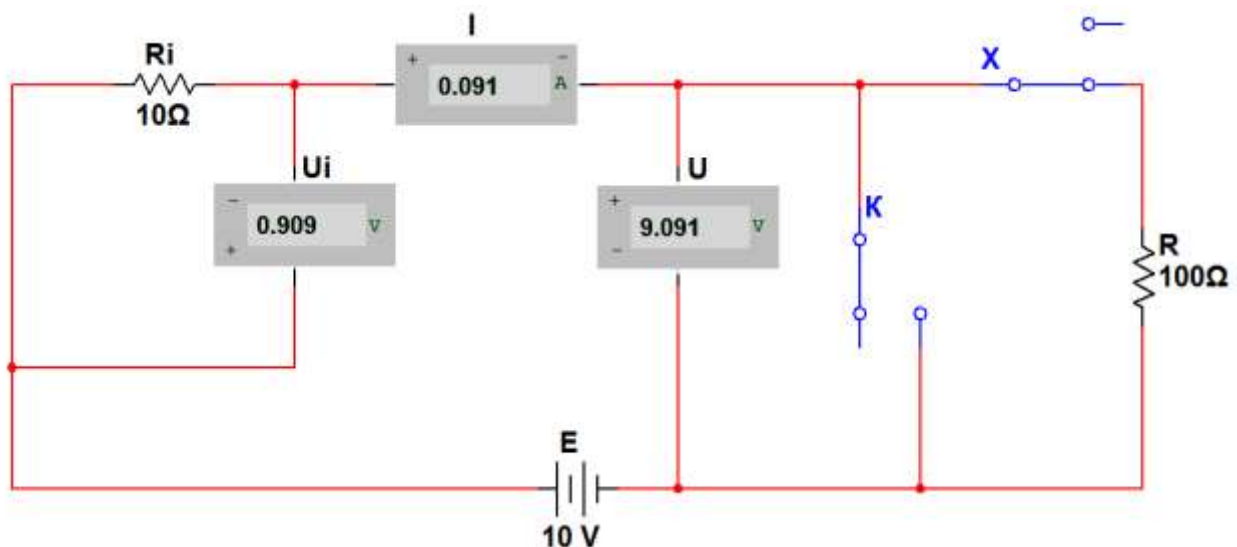 I
Ri
10Ω
+ 0.091 A −
X
Ui
− 0.909 V +
U
+ 9.091 V −
K
R
100Ω
E
10 V